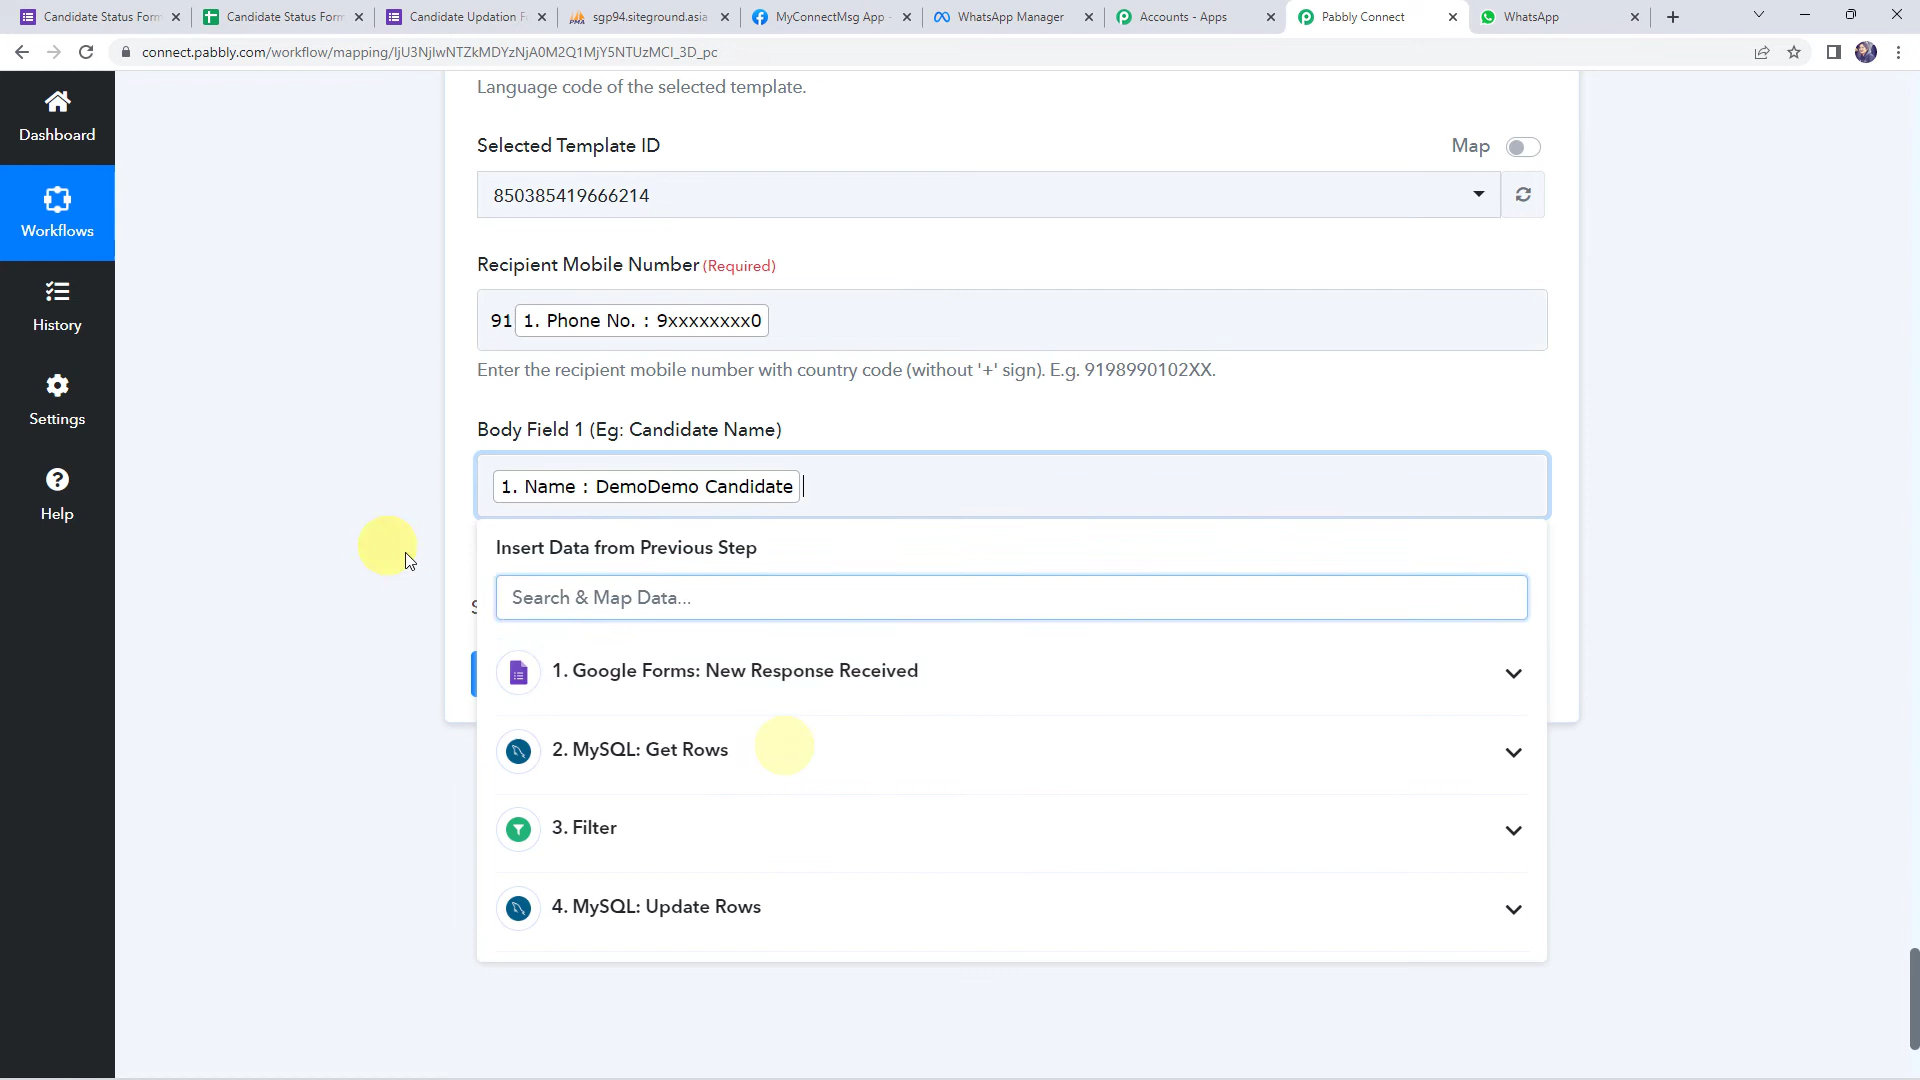 Candidate Status Form
Candidate Status Form
Candidate Updation F
sgp94.siteground.asia
MyConnectMsg App -
WhatsApp Manager
Accounts - Apps
Pabbly Connect
WhatsApp
connect.pabbly.com/workflow/mapping/IjU3NjIwNTZkMDYzNjA0M2Q1MjY5NTUzMCI_3D_pc
Dashboard
Workflows
History
Settings
Help
Language code of the selected template.
Selected Template ID
Map
850385419666214
Recipient Mobile Number (Required)
91 1. Phone No. : 9xxxxxxxx0
Enter the recipient mobile number with country code (without '+' sign). E.g. 9198990102XX.
Body Field 1 (Eg: Candidate Name)
1. Name : DemoDemo Candidate
Insert Data from Previous Step
Search & Map Data...
1. Google Forms: New Response Received
2. MySQL: Get Rows
3. Filter
4. MySQL: Update Rows